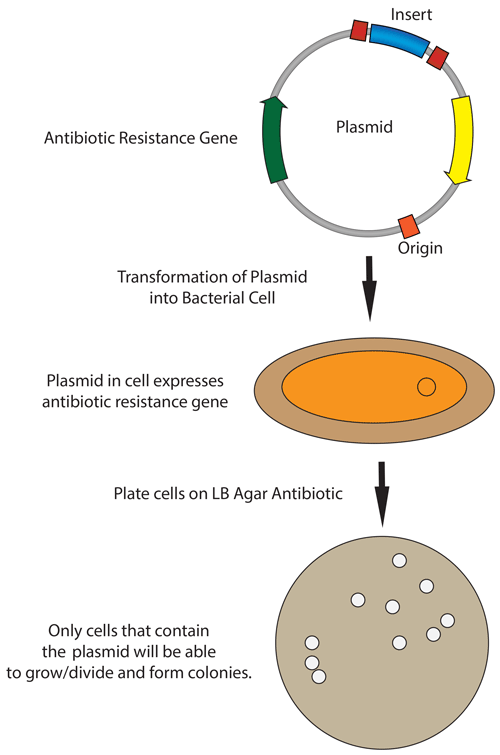 Insert
Antibiotic Resistance Gene
Plasmid
Origin
Transformation of Plasmid
into Bacterial Cell
Plasmid in cell expresses
antibiotic resistance gene
Plate cells on LB Agar Antibiotic
Only cells that contain
the plasmid will be able
to grow/divide and form colonies.